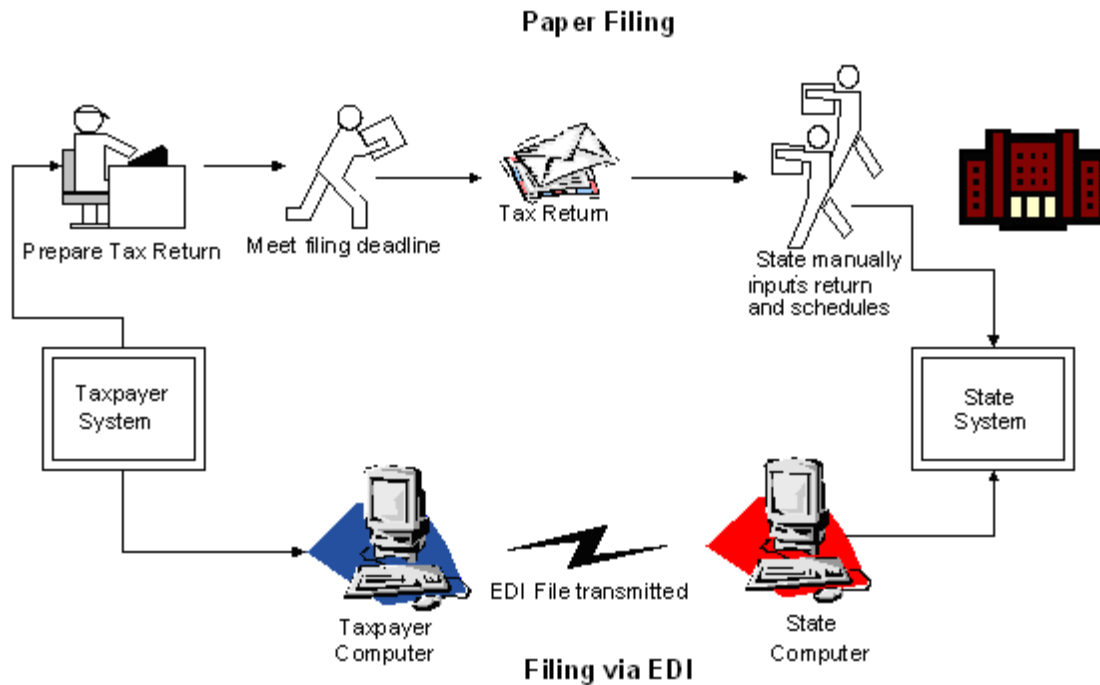 Paper Filing
Prepare Tax Return
Meet filing deadline
Tax Return
State manually
inputs return
and schedules
Taxpayer
System
State
System
EDI File transmitted
Taxpayer
Computer
State
Computer
Filing via EDI